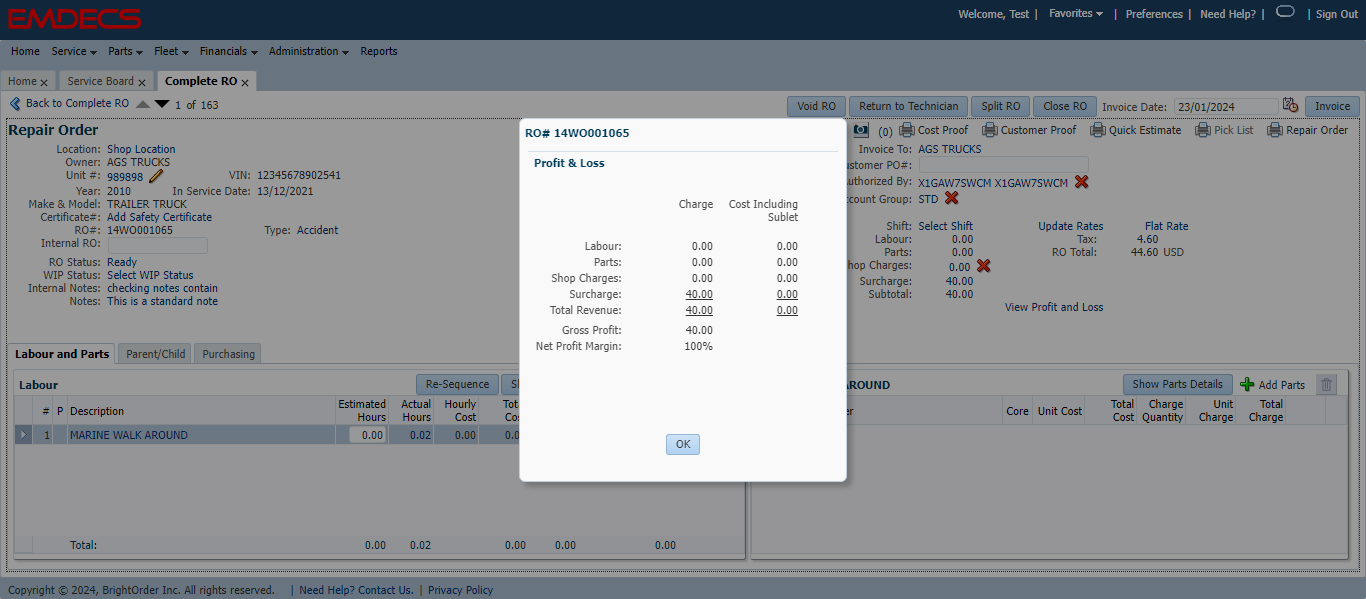 EMDECS
Welcome, Test | Favorites | Preferences | Need Help? | | Sign Out
Home Service Parts Fleet Financials Administration Reports
Home x Service Board x Complete RO x
Back to Complete RO 1 of 163 Void RO Return to Technician Split RO Close RO Invoice Date: 23/01/2024 Invoice
Repair Order
(0) Cost Proof Customer Proof Quick Estimate Pick List Repair Order
Location: Shop Location
Owner: AGS TRUCKS
Unit #: 989898 VIN: 12345678902541
Year: 2010 In Service Date: 13/12/2021
Make & Model: TRAILER TRUCK
Certificate#: Add Safety Certificate
RO#: 14WO001065 Type: Accident
Internal RO:
RO Status: Ready
WIP Status: Select WIP Status
Internal Notes: checking notes contain
Notes: This is a standard note
RO# 14WO001065
Profit & Loss
Charge Cost Including
Sublet
Labour: 0.00 0.00
Parts: 0.00 0.00
Shop Charges: 0.00 0.00
Surcharge: 40.00 0.00
Total Revenue: 40.00 0.00
Gross Profit: 40.00
Net Profit Margin: 100%
OK
Invoice To: AGS TRUCKS
ustomer PO#:
uthorized By: X1GAW7SWCM X1GAW7SWCM
count Group: STD
Shift: Select Shift Update Rates Flat Rate
Labour: 0.00 Tax: 4.60
Parts: 0.00 RO Total: 44.60 USD
hop Charges: 0.00
Surcharge: 40.00
Subtotal: 40.00
View Profit and Loss
Labour and Parts Parent/Child Purchasing
Labour Re-Sequence
# P Description Estimated Hours Actual Hours Hourly Cost
1 MARINE WALK AROUND 0.00 0.02 0.00 0.0
Total: 0.00 0.02 0.00 0.00 0.00
AROUND Show Parts Details Add Parts
er Core Unit Cost Total Cost Charge Quantity Unit Charge Total Charge
Copyright © 2024, BrightOrder Inc. All rights reserved. | Need Help? Contact Us. | Privacy Policy